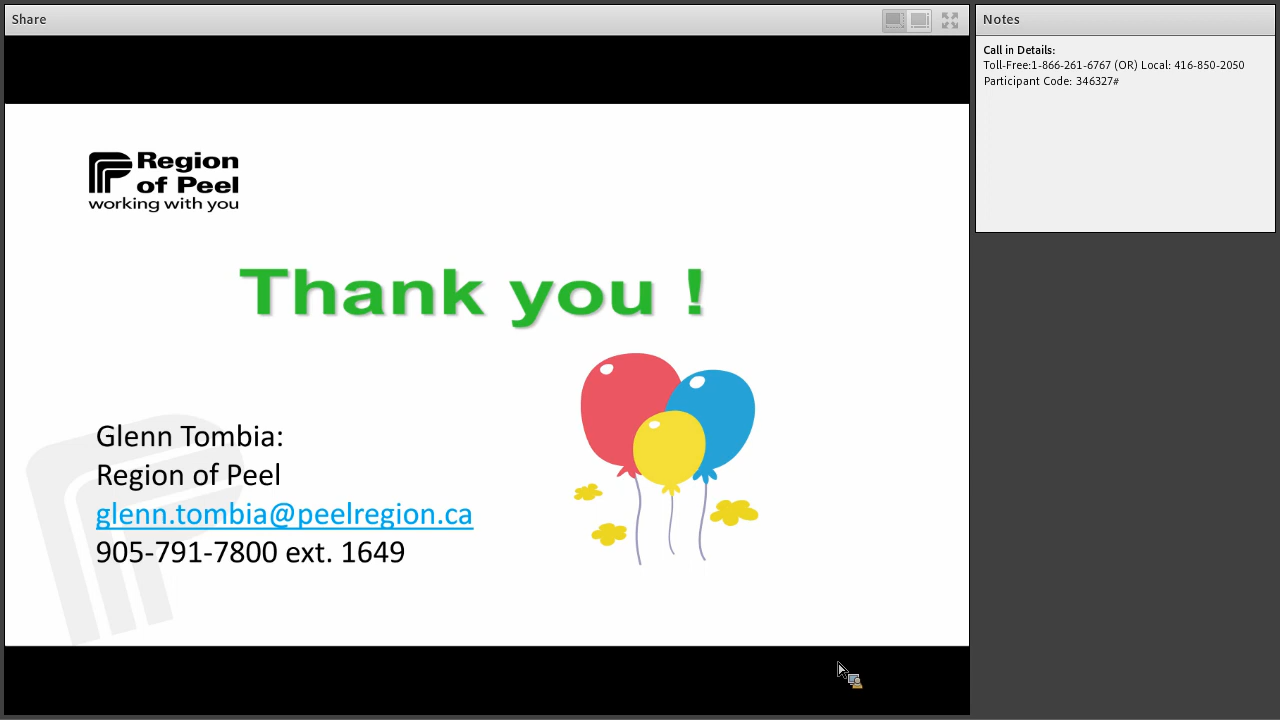 Share
Notes
Call in Details:
Toll-Free:1-866-261-6767 (OR) Local: 416-850-2050
Participant Code: 346327#
Region
of Peel
working with you
Thank you !
Glenn Tombia:
Region of Peel
glenn.tombia@peelregion.ca
905-791-7800 ext. 1649